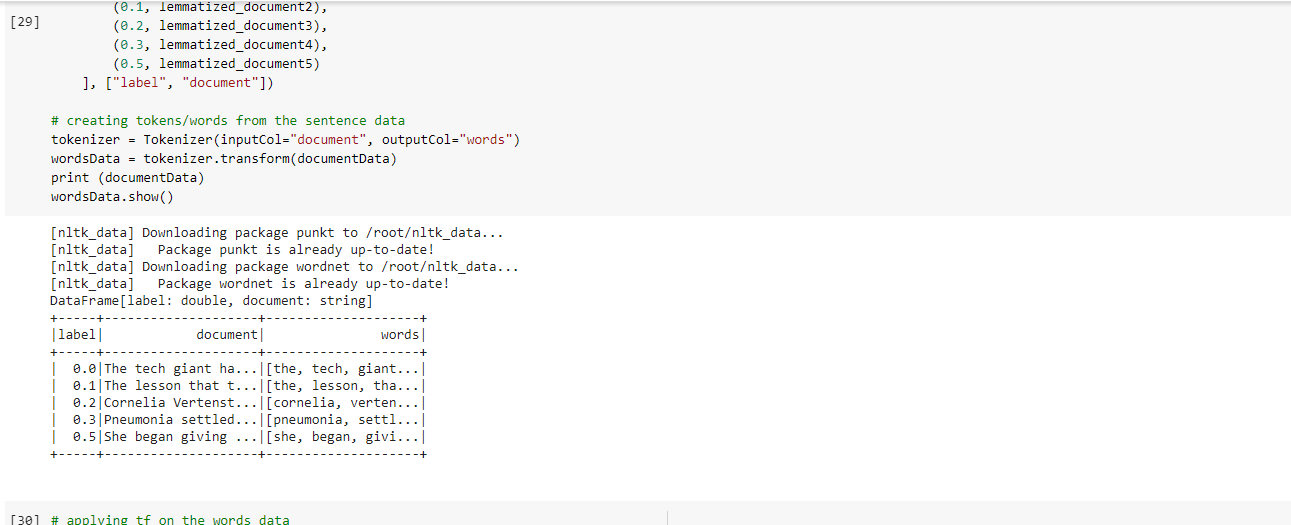 (0.1, lemmatized_document2),
[29]
(0.2, lemmatized_document3),
(0.3, lemmatized_document4),
(0.5, lemmatized_document5)
], ["label", "document"])
# creating tokens/words from the sentence data
tokenizer = Tokenizer(inputCol="document", outputCol="words")
wordsData = tokenizer.transform(documentData)
print (documentData)
wordsData.show()
[nltk_data] Downloading package punkt to /root/nltk_data...
[nltk_data]   Package punkt is already up-to-date!
[nltk_data] Downloading package wordnet to /root/nltk_data...
[nltk_data]   Package wordnet is already up-to-date!
DataFrame[label: double, document: string]
+-----+--------------------+--------------------+
|label|            document|               words|
+-----+--------------------+--------------------+
|  0.0|The tech giant ha...|[the, tech, giant...|
|  0.1|The lesson that t...|[the, lesson, tha...|
|  0.2|Cornelia Vertenst...|[cornelia, verten...|
|  0.3|Pneumonia settled...|[pneumonia, settl...|
|  0.5|She began giving ...|[she, began, givi...|
+-----+--------------------+--------------------+
[30] # applying tf on the words data